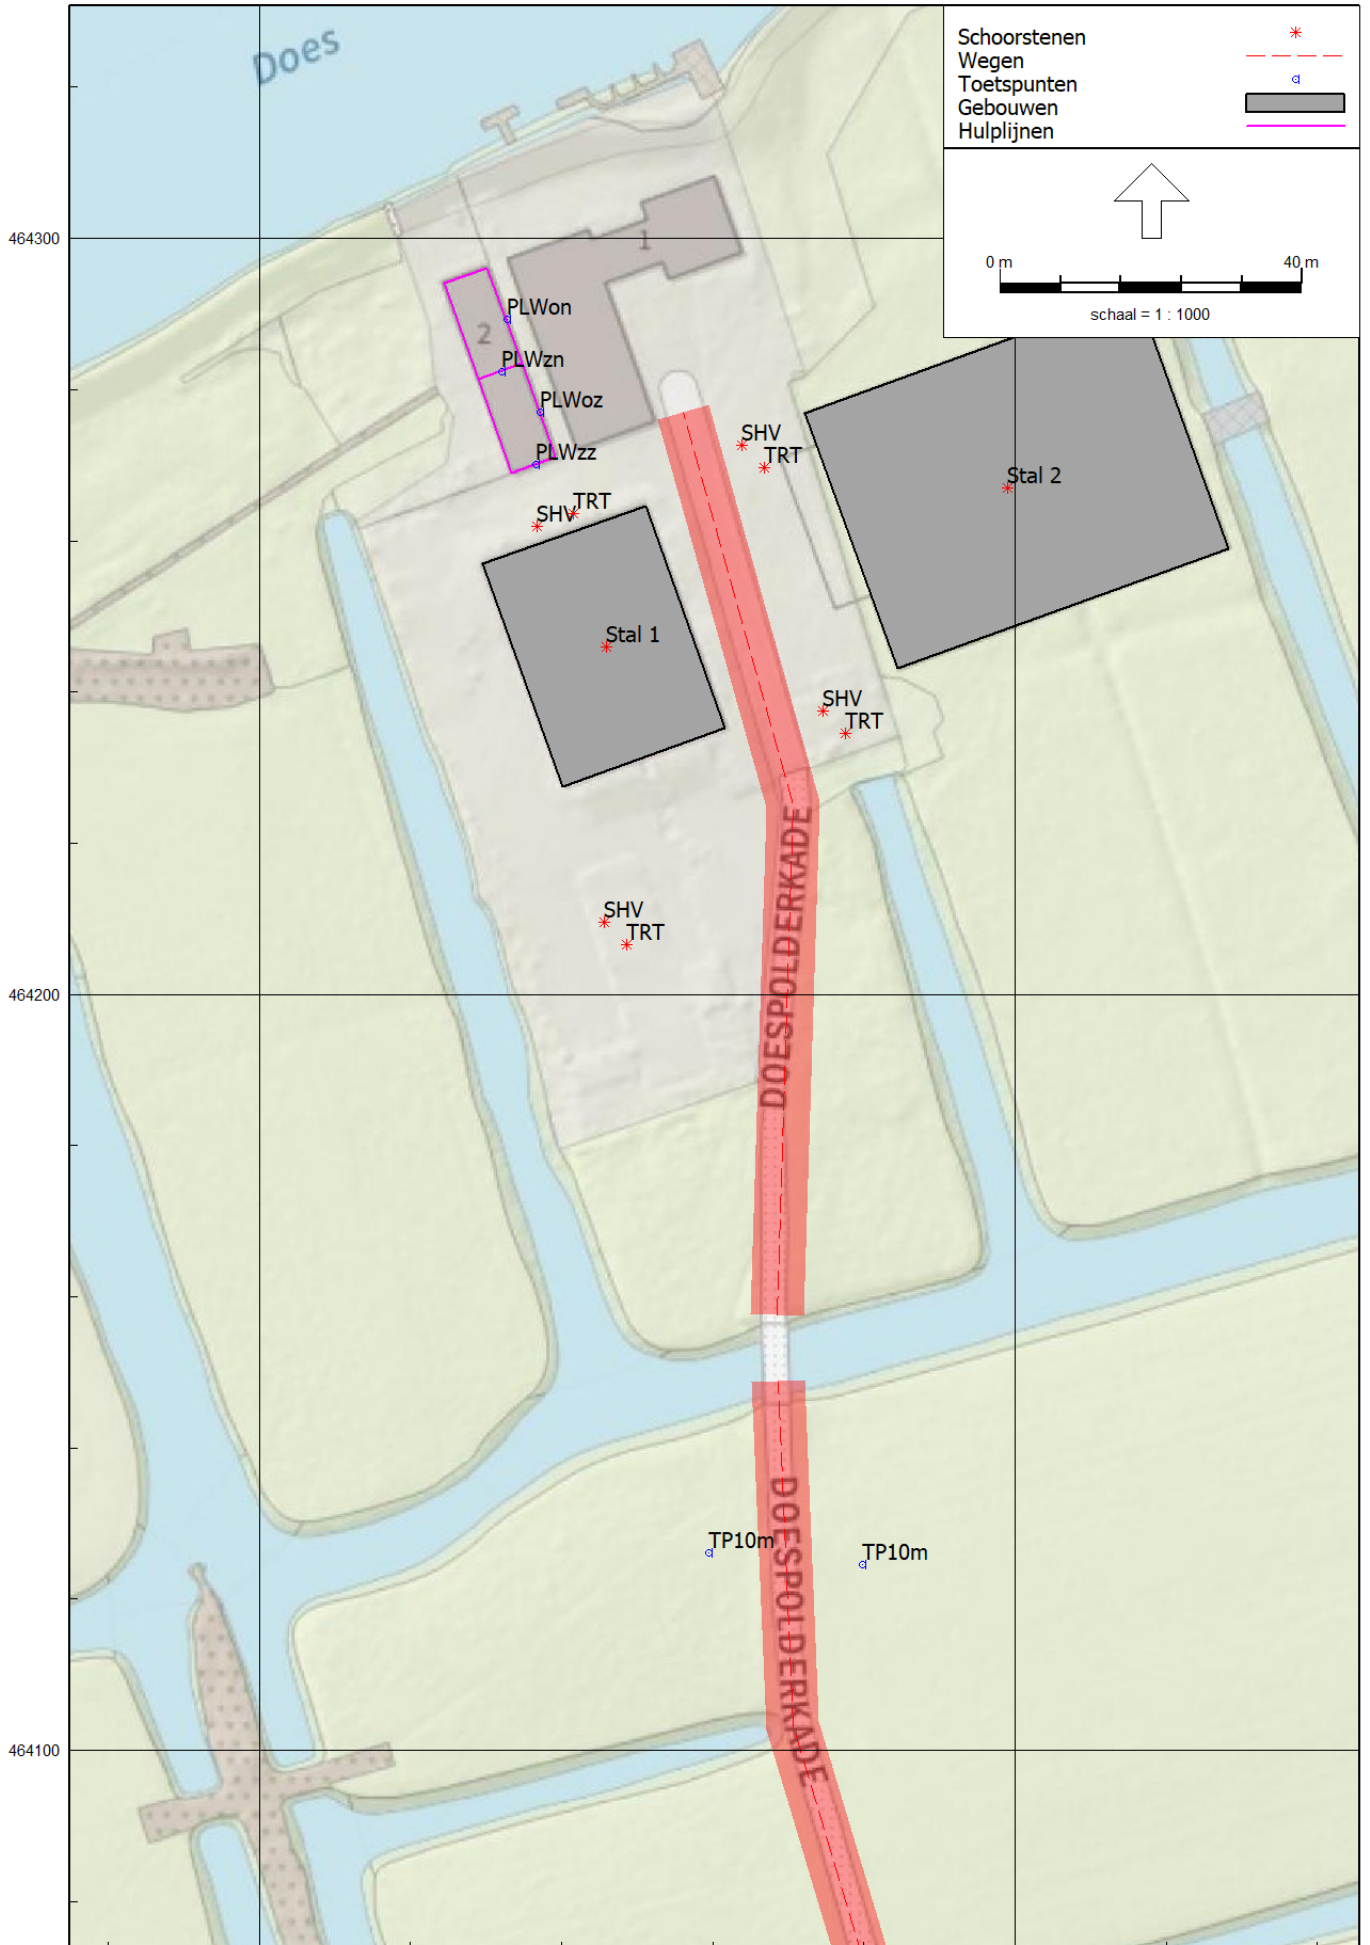 Does
Schoorstenen
Wegen
Toetspunten
Gebouwen
Hulplijnen
0 m
40 m
schaal = 1 : 1000
464300
1
2
PLWon
PLWzn
PLWoz
PLWzz
SHV
TRT
Stal 2
SHV
TRT
Stal 1
SHV
TRT
DOESPOLDERKADE
SHV
TRT
464200
TP10m
TP10m
DOESPOLDERKADE
464100